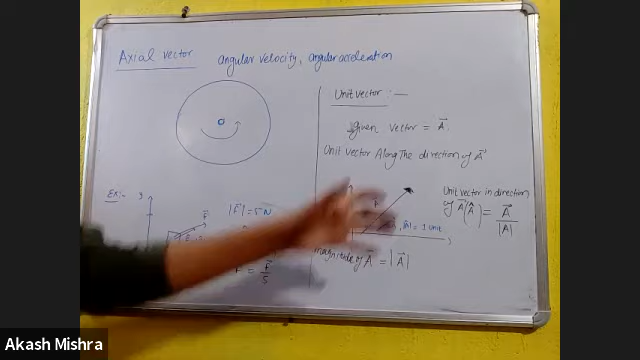 Axial vector angular velocity, angular acceleration
Unit vector :—
given vector = A⃗.
Unit vector Along The direction of A⃗
Ex:-
|F⃗| = 5N
Unit vector in direction
of A⃗(Â) = A⃗/|A|
= 1 unit
magnitude of A⃗ = |A⃗|
= F⃗/5
Akash Mishra